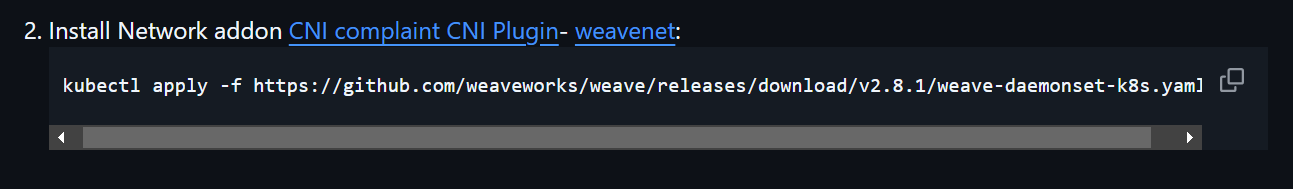 2. Install Network addon CNI complaint CNI Plugin- weavenet:
kubectl apply -f https://github.com/weaveworks/weave/releases/download/v2.8.1/weave-daemonset-k8s.yaml